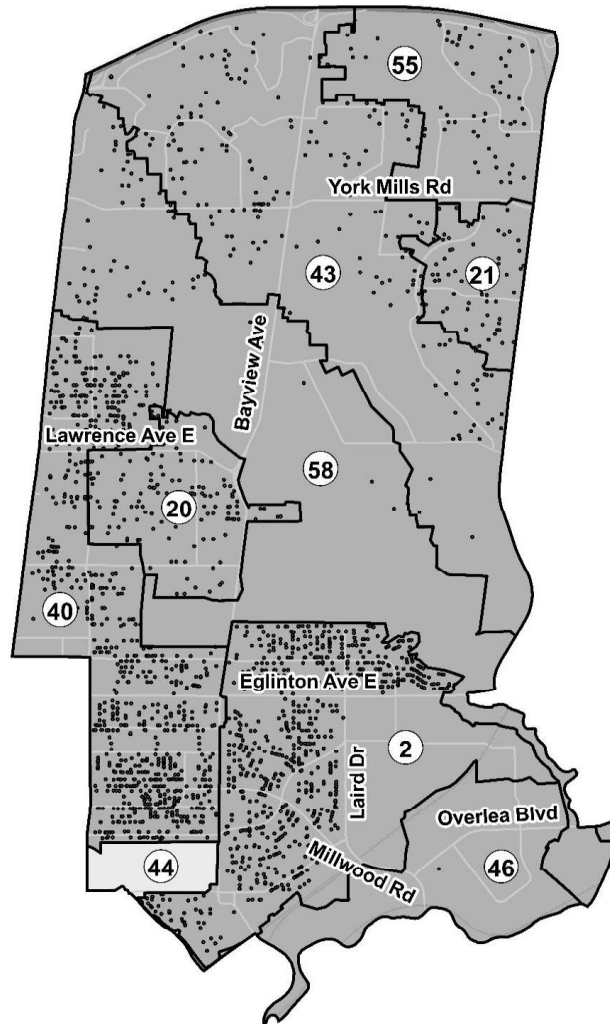 55
York Mills Rd
43
21
Bayview Ave
Lawrence Ave E
58
20
40
Eglinton Ave E
2
Laird Dr
Overlea Blvd
44
Millwood Rd
46